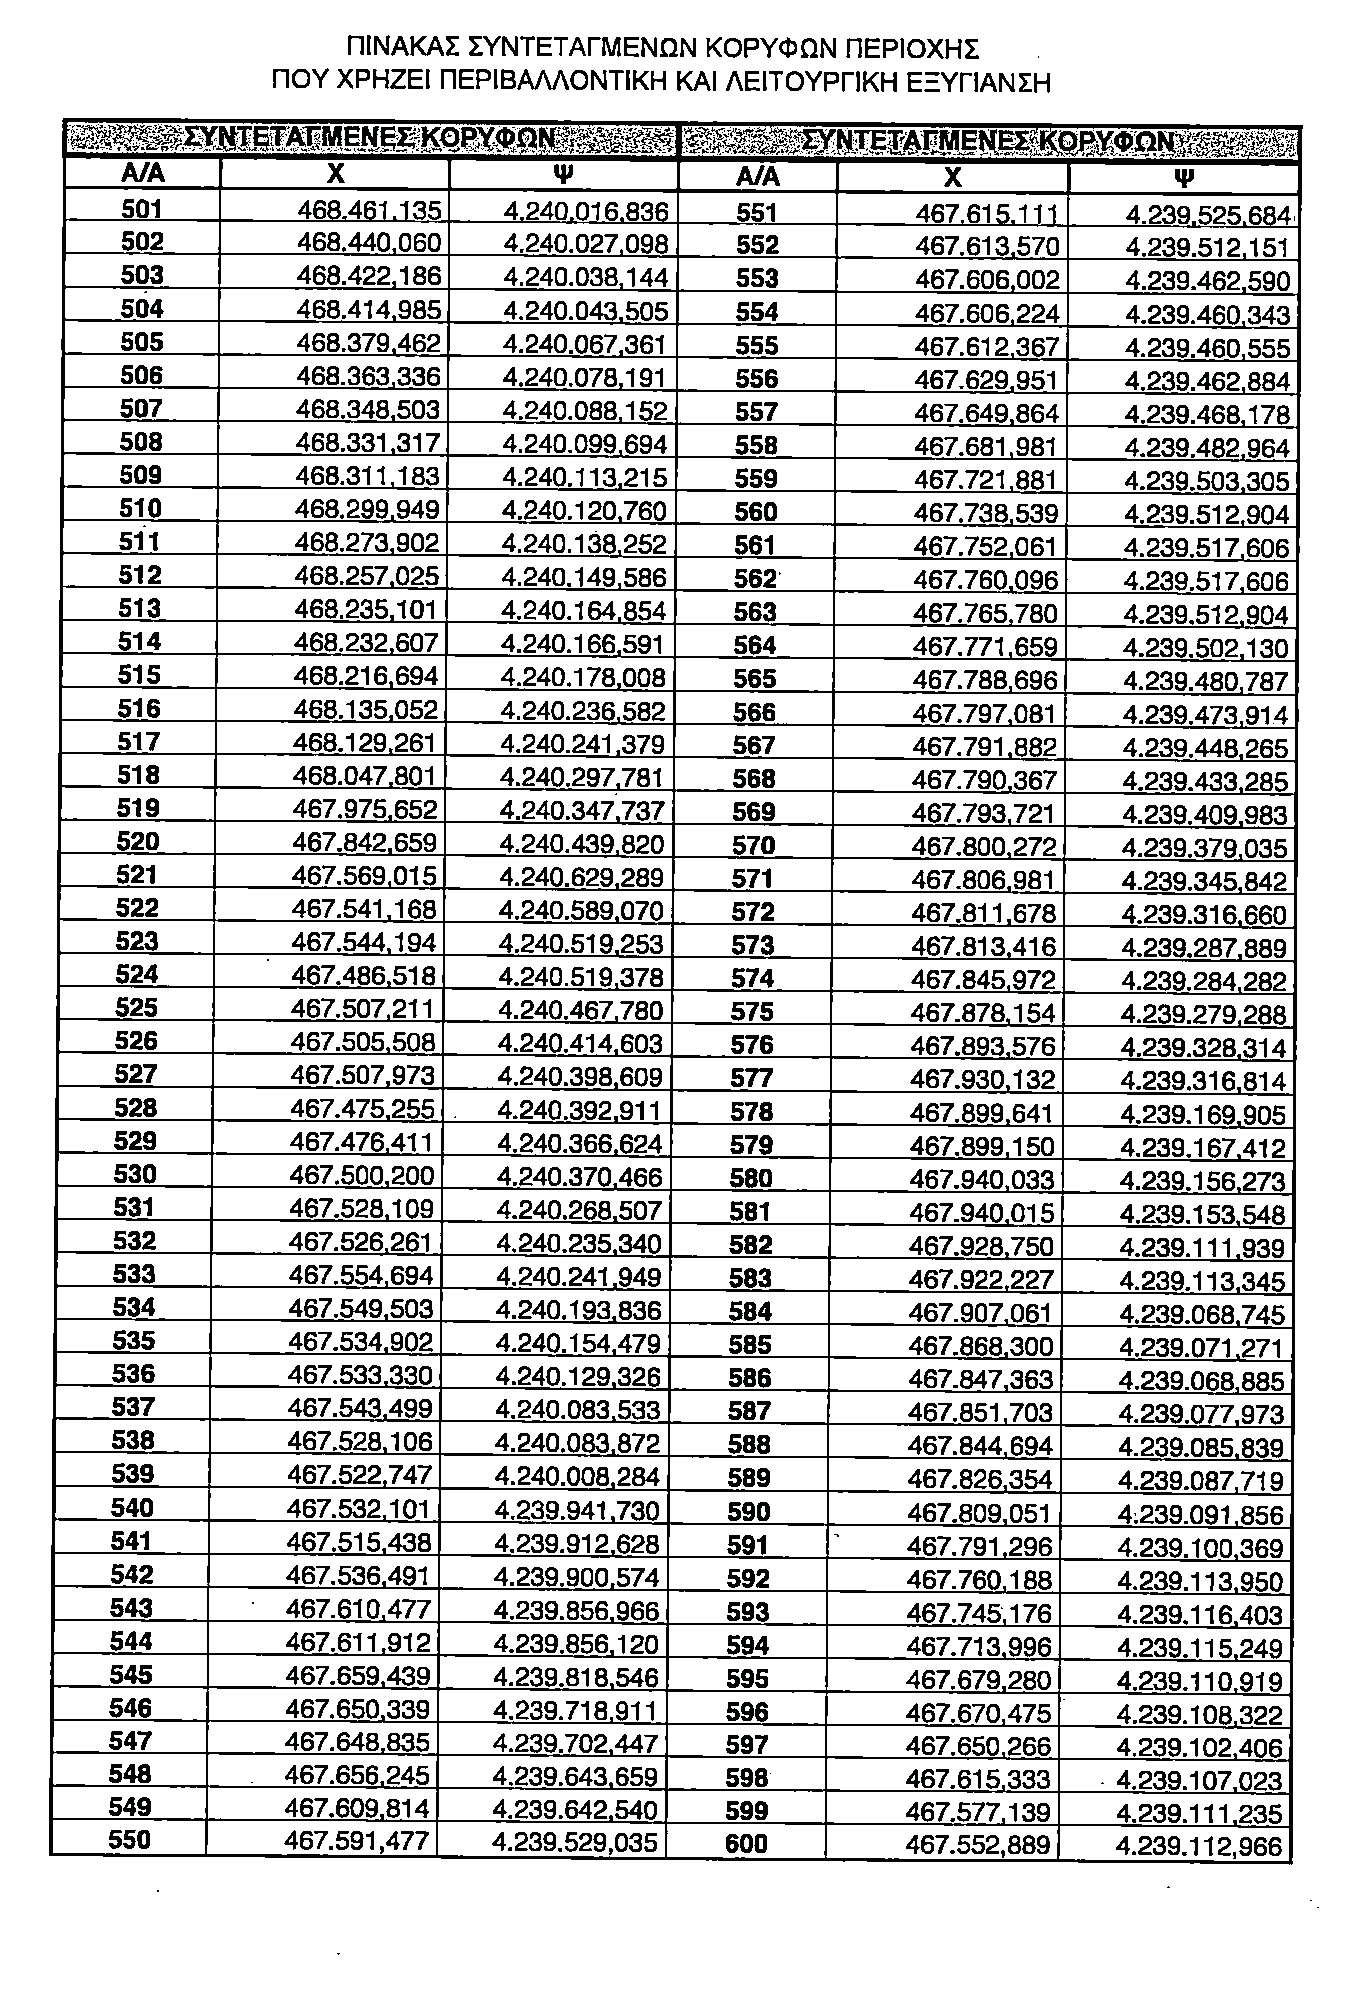 ΠΙΝΑΚΑΣ ΣΥΝΤΕΤΑΓΜΕΝΩΝ ΚΟΡΥΦΩΝ ΠΕΡΙΟΧΗΣ
ΠΟΥ ΧΡΗΖΕΙ ΠΕΡΙΒΑΛΛΟΝΤΙΚΗ ΚΑΙ ΛΕΙΤΟΥΡΓΙΚΗ ΕΞΥΓΙΑΝΣΗ
ΣΥΝΤΕΤΑΓΜΕΝΕΣ ΚΟΡΥΦΩΝ ΣΥΝΤΕΤΑΓΜΕΝΕΣ ΚΟΡΥΦΩΝ
Α/Α Χ Ψ Α/Α Χ Ψ
501 468.461,135 4.240.016,836 551 467.615,111 4.239.525,684
502 468.440,060 4.240.027,098 552 467.613,570 4.239.512,151
503 468.422,186 4.240.038,144 553 467.606,002 4.239.462,590
504 468.414,985 4.240.043,505 554 467.606,224 4.239.460,343
505 468.379,462 4.240.067,361 555 467.612,367 4.239.460,555
506 468.363,336 4.240.078,191 556 467.629,951 4.239.462,884
507 468.348,503 4.240.088,152 557 467.649,864 4.239.468,178
508 468.331,317 4.240.099,694 558 467.681,981 4.239.482,964
509 468.311,183 4.240.113,215 559 467.721,881 4.239.503,305
510 468.299,949 4.240.120,760 560 467.738,539 4.239.512,904
511 468.273,902 4.240.138,252 561 467.752,061 4.239.517,606
512 468.257,025 4.240.149,586 562 467.760,096 4.239.517,606
513 468.235,101 4.240.164,854 563 467.765,780 4.239.512,904
514 468.232,607 4.240.166,591 564 467.771,659 4.239.502,130
515 468.216,694 4.240.178,008 565 467.788,696 4.239.480,787
516 468.135,052 4.240.236,582 566 467.797,081 4.239.473,914
517 468.129,261 4.240.241,379 567 467.791,882 4.239.448,265
518 468.047,801 4.240.297,781 568 467.790,367 4.239.433,285
519 467.975,652 4.240.347,737 569 467.793,721 4.239.409,983
520 467.842,659 4.240.439,820 570 467.800,272 4.239.379,035
521 467.569,015 4.240.629,289 571 467.806,981 4.239.345,842
522 467.541,168 4.240.589,070 572 467.811,678 4.239.316,660
523 467.544,194 4.240.519,253 573 467.813,416 4.239.287,889
524 467.486,518 4.240.519,378 574 467.845,972 4.239.284,282
525 467.507,211 4.240.467,780 575 467.878,154 4.239.279,288
526 467.505,508 4.240.414,603 576 467.893,576 4.239.328,314
527 467.507,973 4.240.398,609 577 467.930,132 4.239.316,814
528 467.475,255 4.240.392,911 578 467.899,641 4.239.169,905
529 467.476,411 4.240.366,624 579 467.899,150 4.239.167,412
530 467.500,200 4.240.370,466 580 467.940,033 4.239.156,273
531 467.528,109 4.240.268,507 581 467.940,015 4.239.153,548
532 467.526,261 4.240.235,340 582 467.928,750 4.239.111,939
533 467.554,694 4.240.241,949 583 467.922,227 4.239.113,345
534 467.549,503 4.240.193,836 584 467.907,061 4.239.068,745
535 467.534,902 4.240.154,479 585 467.868,300 4.239.071,271
536 467.533,330 4.240.129,326 586 467.847,363 4.239.068,885
537 467.543,499 4.240.083,533 587 467.851,703 4.239.077,973
538 467.528,106 4.240.083,872 588 467.844,694 4.239.085,839
539 467.522,747 4.240.008,284 589 467.826,354 4.239.087,719
540 467.532,101 4.239.941,730 590 467.809,051 4.239.091,856
541 467.515,438 4.239.912,628 591 467.791,296 4.239.100,369
542 467.536,491 4.239.900,574 592 467.760,188 4.239.113,950
543 467.610,477 4.239.856,966 593 467.745,176 4.239.116,403
544 467.611,912 4.239.856,120 594 467.713,996 4.239.115,249
545 467.659,439 4.239.818,546 595 467.679,280 4.239.110,919
546 467.650,339 4.239.718,911 596 467.670,475 4.239.108,322
547 467.648,835 4.239.702,447 597 467.650,266 4.239.102,406
548 467.656,245 4.239.643,659 598 467.615,333 4.239.107,023
549 467.609,814 4.239.642,540 599 467.577,139 4.239.111,235
550 467.591,477 4.239.529,035 600 467.552,889 4.239.112,966